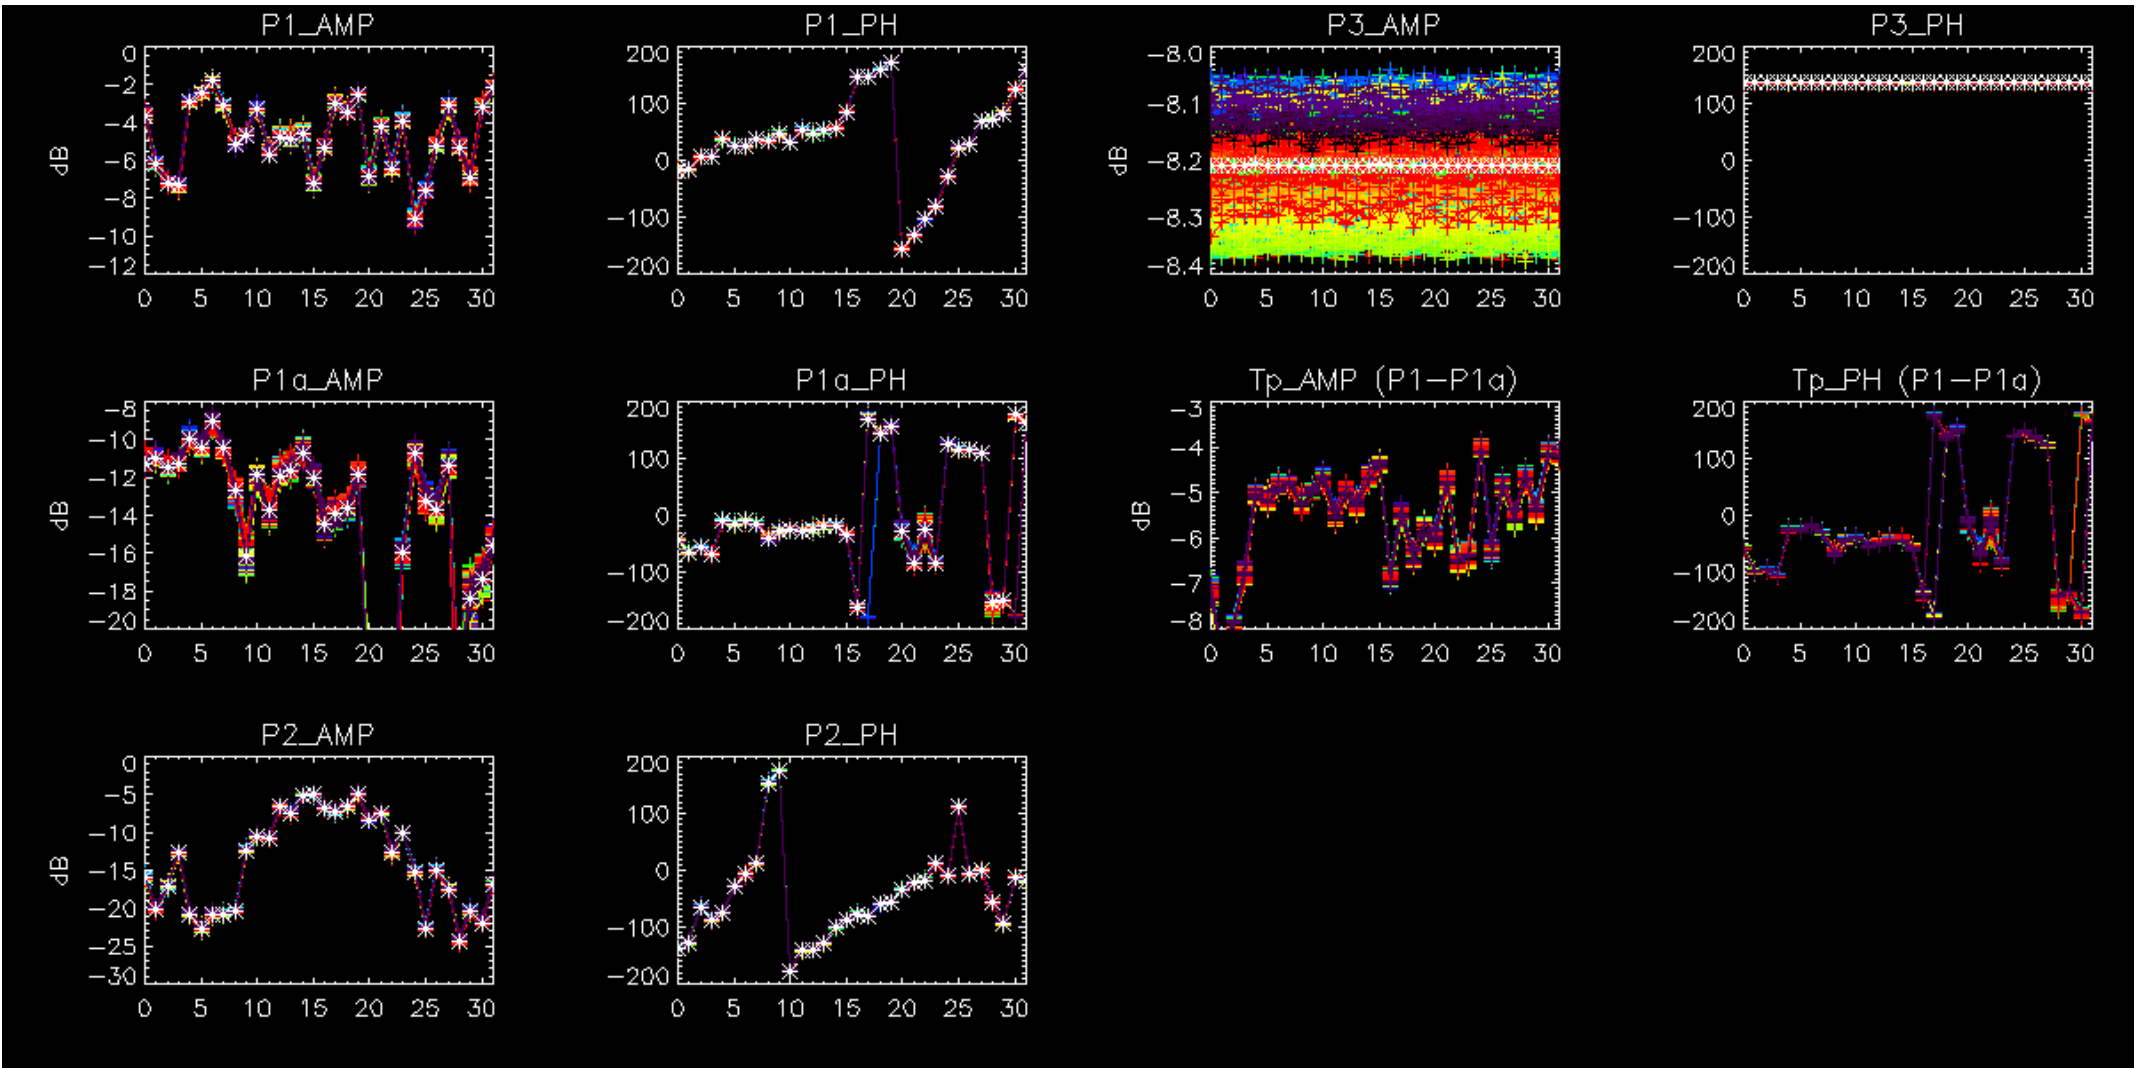 P1_AMP
P1_PH
P3_AMP
P3_PH
0
−2
−4
−6
−8
−10
−12
dB
0 5 10 15 20 25 30
200
100
0
−100
−200
0 5 10 15 20 25 30
−8.0
−8.1
−8.2
−8.3
−8.4
dB
0 5 10 15 20 25 30
200
100
0
−100
−200
0 5 10 15 20 25 30
P1a_AMP
P1a_PH
Tp_AMP (P1−P1a)
Tp_PH (P1−P1a)
−8
−10
−12
−14
−16
−18
−20
dB
0 5 10 15 20 25 30
200
100
0
−100
−200
0 5 10 15 20 25 30
−3
−4
−5
−6
−7
−8
dB
0 5 10 15 20 25 30
200
100
0
−100
−200
0 5 10 15 20 25 30
P2_AMP
P2_PH
0
−5
−10
−15
−20
−25
−30
dB
0 5 10 15 20 25 30
200
100
0
−100
−200
0 5 10 15 20 25 30